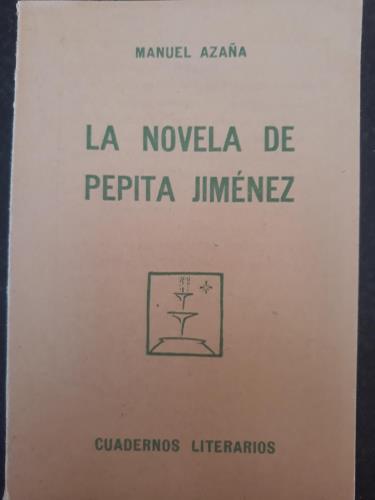 MANUEL AZAÑA
LA NOVELA DE
PEPITA JIMÉNEZ
CUADERNOS LITERARIOS